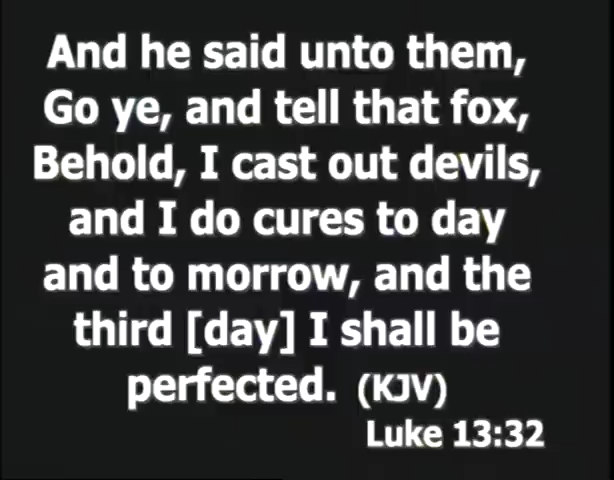 And he said unto them,
Go ye, and tell that fox,
Behold, I cast out devils,
and I do cures to day
and to morrow, and the
third [day] I shall be
perfected. (KJV)
Luke 13:32